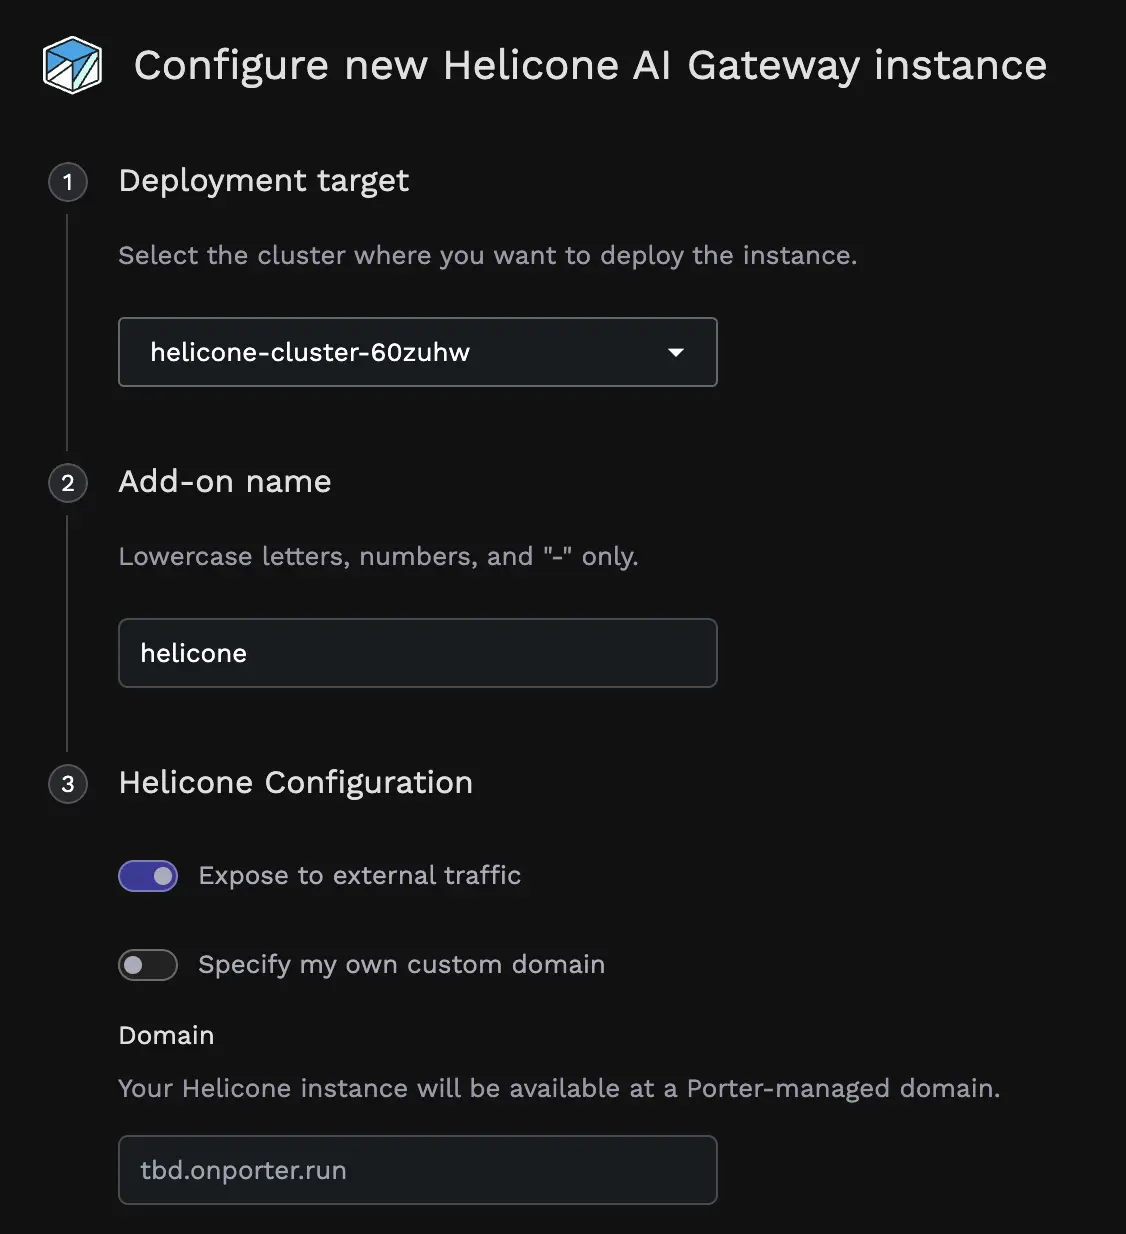 Configure new Helicone AI Gateway instance
1
Deployment target
Select the cluster where you want to deploy the instance.
helicone-cluster-60zuhw
2
Add-on name
Lowercase letters, numbers, and "-" only.
helicone
3
Helicone Configuration
Expose to external traffic
Specify my own custom domain
Domain
Your Helicone instance will be available at a Porter-managed domain.
tbd.onporter.run